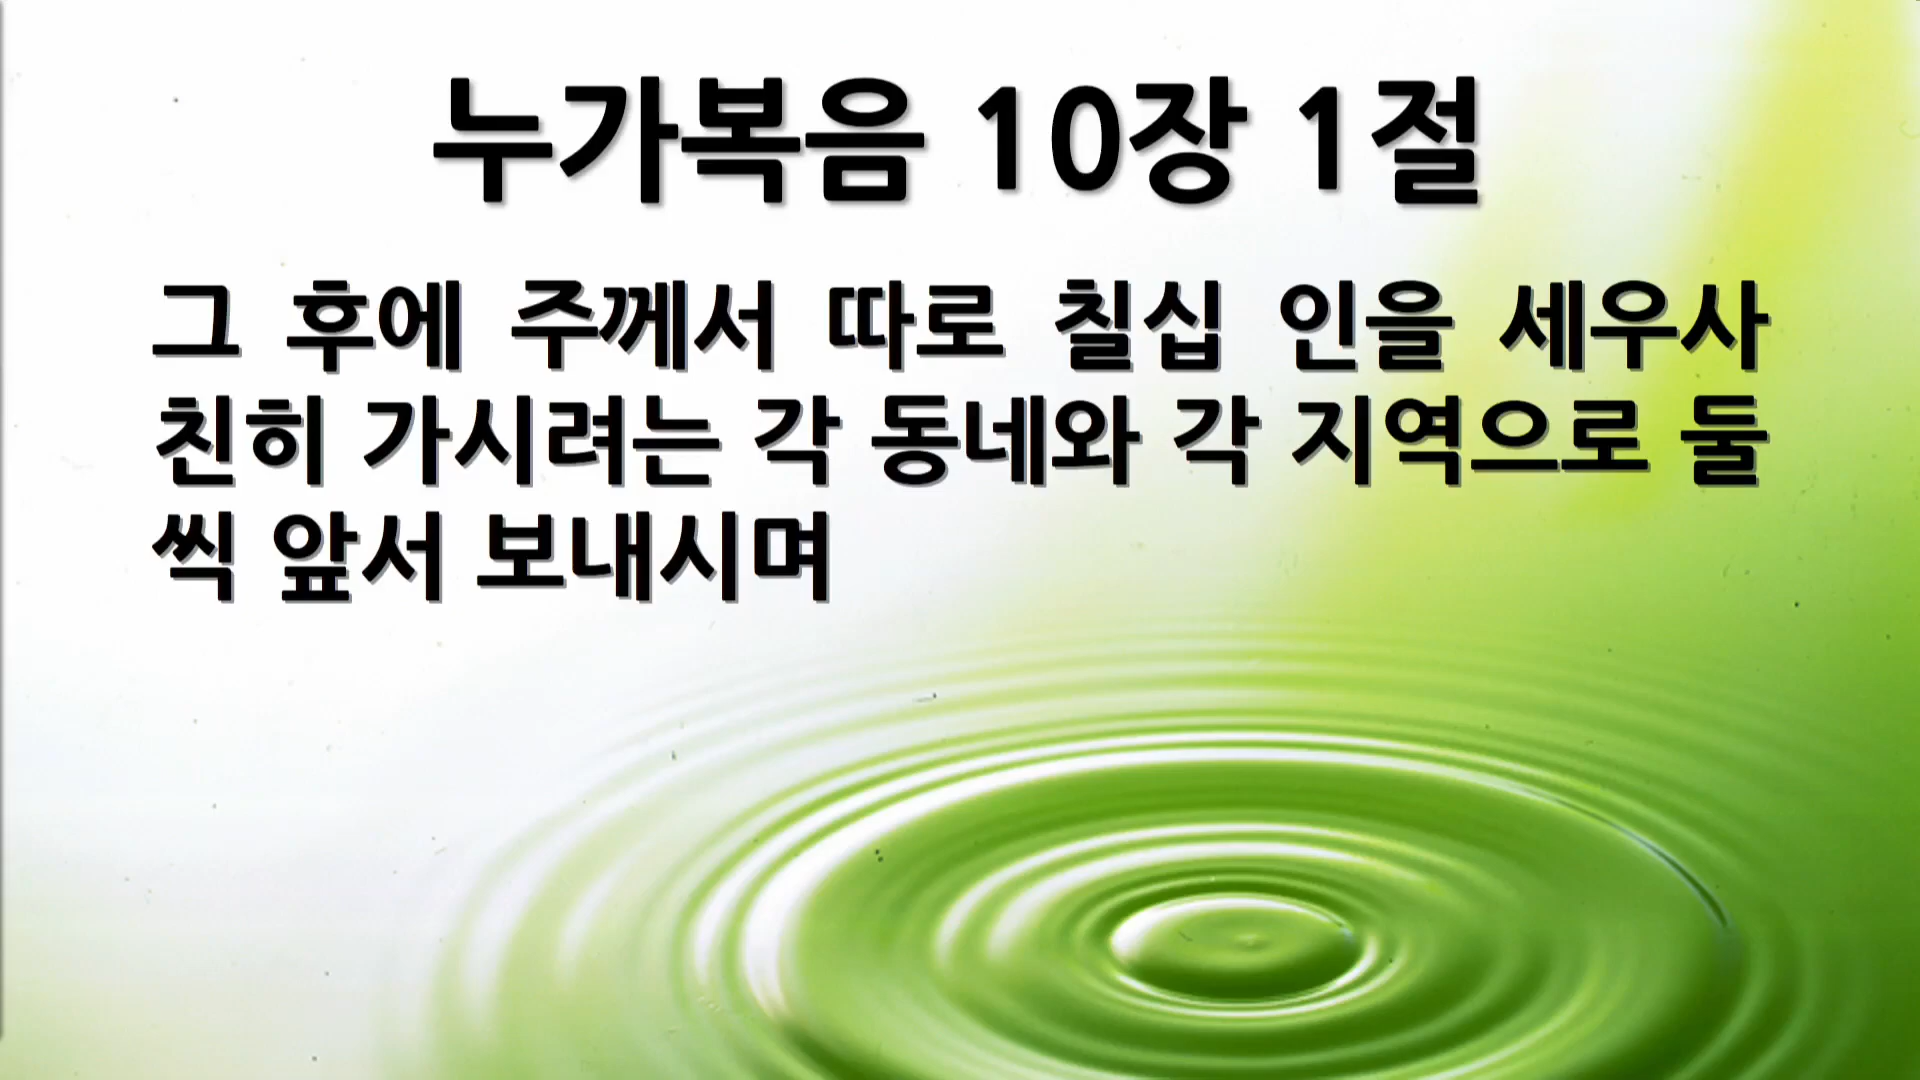 누가복음 10장 1절
그 후에 주께서 따로 칠십 인을 세우사
친히 가시려는 각 동네와 각 지역으로 둘
씩 앞서 보내시며